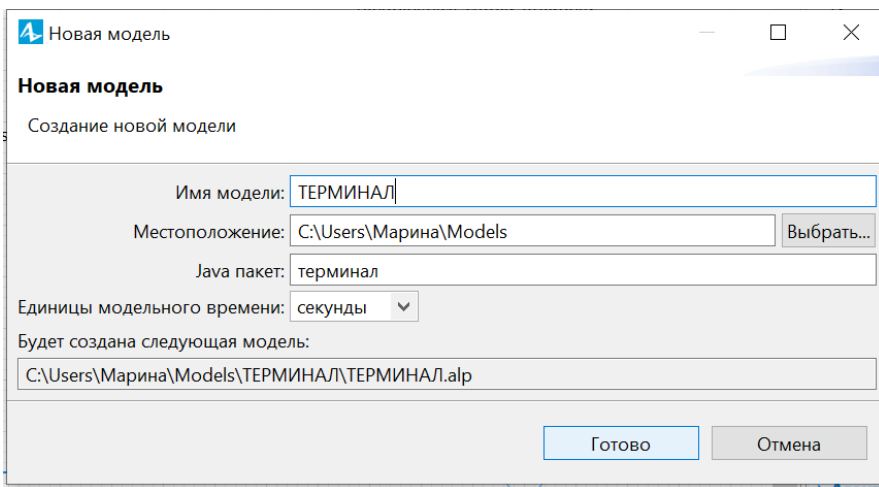 Новая модель
Новая модель
Создание новой модели
Имя модели: ТЕРМИНАЛ
Местоположение: C:\Users\Марина\Models Выбрать...
Java пакет: терминал
Единицы модельного времени: секунды
Будет создана следующая модель:
C:\Users\Марина\Models\ТЕРМИНАЛ\ТЕРМИНАЛ.alp
Готово Отмена